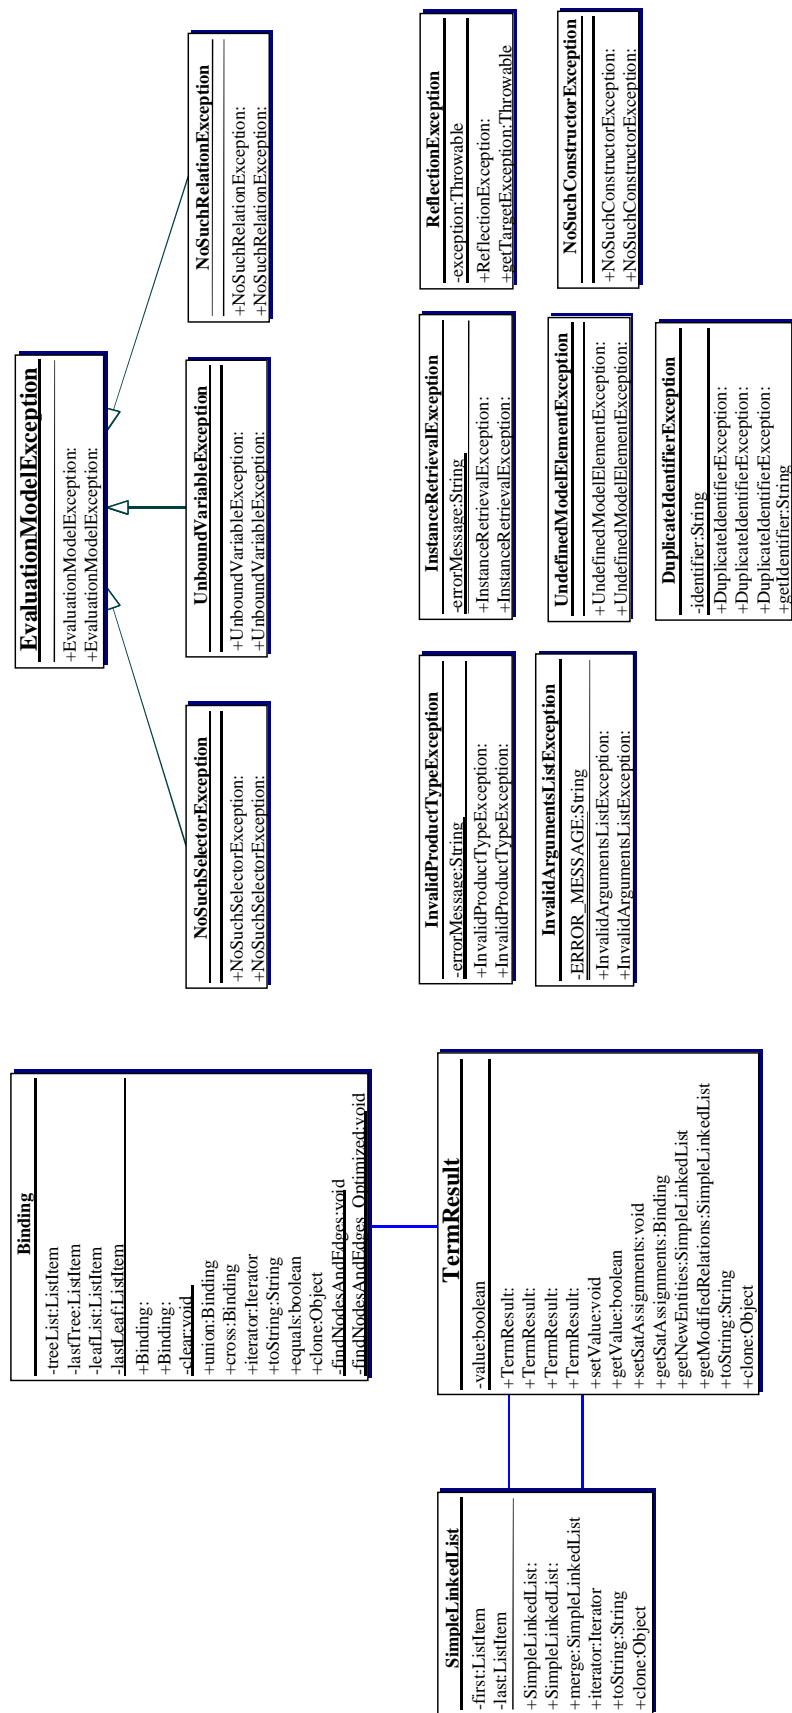 SimpleLinkedList
-first:ListItem
-last:ListItem
+SimpleLinkedList:
+SimpleLinkedList:
+merge:SimpleLinkedList
+iterator:Iterator
+toString:String
+clone:Object
Binding
-treeList:ListItem
-lastTree:ListItem
-leafList:ListItem
-lastLeaf:ListItem
+Binding:
+Binding:
-clear:void
+union:Binding
+cross:Binding
+iterator:Iterator
+toString:String
+equals:boolean
+clone:Object
-findNodesAndEdges:void
-findNodesAndEdges_Optimized:void
TermResult
-value:boolean
+TermResult:
+TermResult:
+TermResult:
+TermResult:
+setValue:void
+getValue:boolean
+setSatAssignments:void
+getSatAssignments:Binding
+getNewEntities:SimpleLinkedList
+getModifiedRelations:SimpleLinkedList
+toString:String
+clone:Object
EvaluationModelException
+EvaluationModelException:
+EvaluationModelException:
NoSuchSelectorException
+NoSuchSelectorException:
+NoSuchSelectorException:
UnboundVariableException
+UnboundVariableException:
+UnboundVariableException:
NoSuchRelationException
+NoSuchRelationException:
+NoSuchRelationException:
InvalidProductTypeException
-errorMessage:String
+InvalidProductTypeException:
+InvalidProductTypeException:
InstanceRetrievalException
-errorMessage:String
+InstanceRetrievalException:
+InstanceRetrievalException:
ReflectionException
-exception:Throwable
+ReflectionException:
+getTargetException:Throwable
InvalidArgumentsListException
-ERROR_MESSAGE:String
+InvalidArgumentsListException:
+InvalidArgumentsListException:
UndefinedModelElementException
+UndefinedModelElementException:
+UndefinedModelElementException:
NoSuchConstructorException
+NoSuchConstructorException:
+NoSuchConstructorException:
DuplicateIdentifierException
-identifier:String
+DuplicateIdentifierException:
+DuplicateIdentifierException:
+DuplicateIdentifierException:
+getIdentifier:String